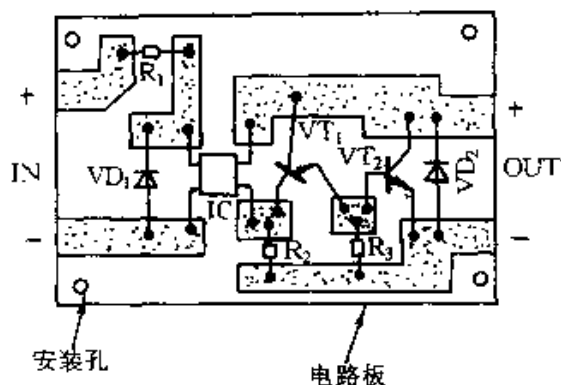 R₁
+
+
VT₁
IN
VD₁
IC
VT₂
VD₂
OUT
−
−
R₂
R₃
安装孔
电路板